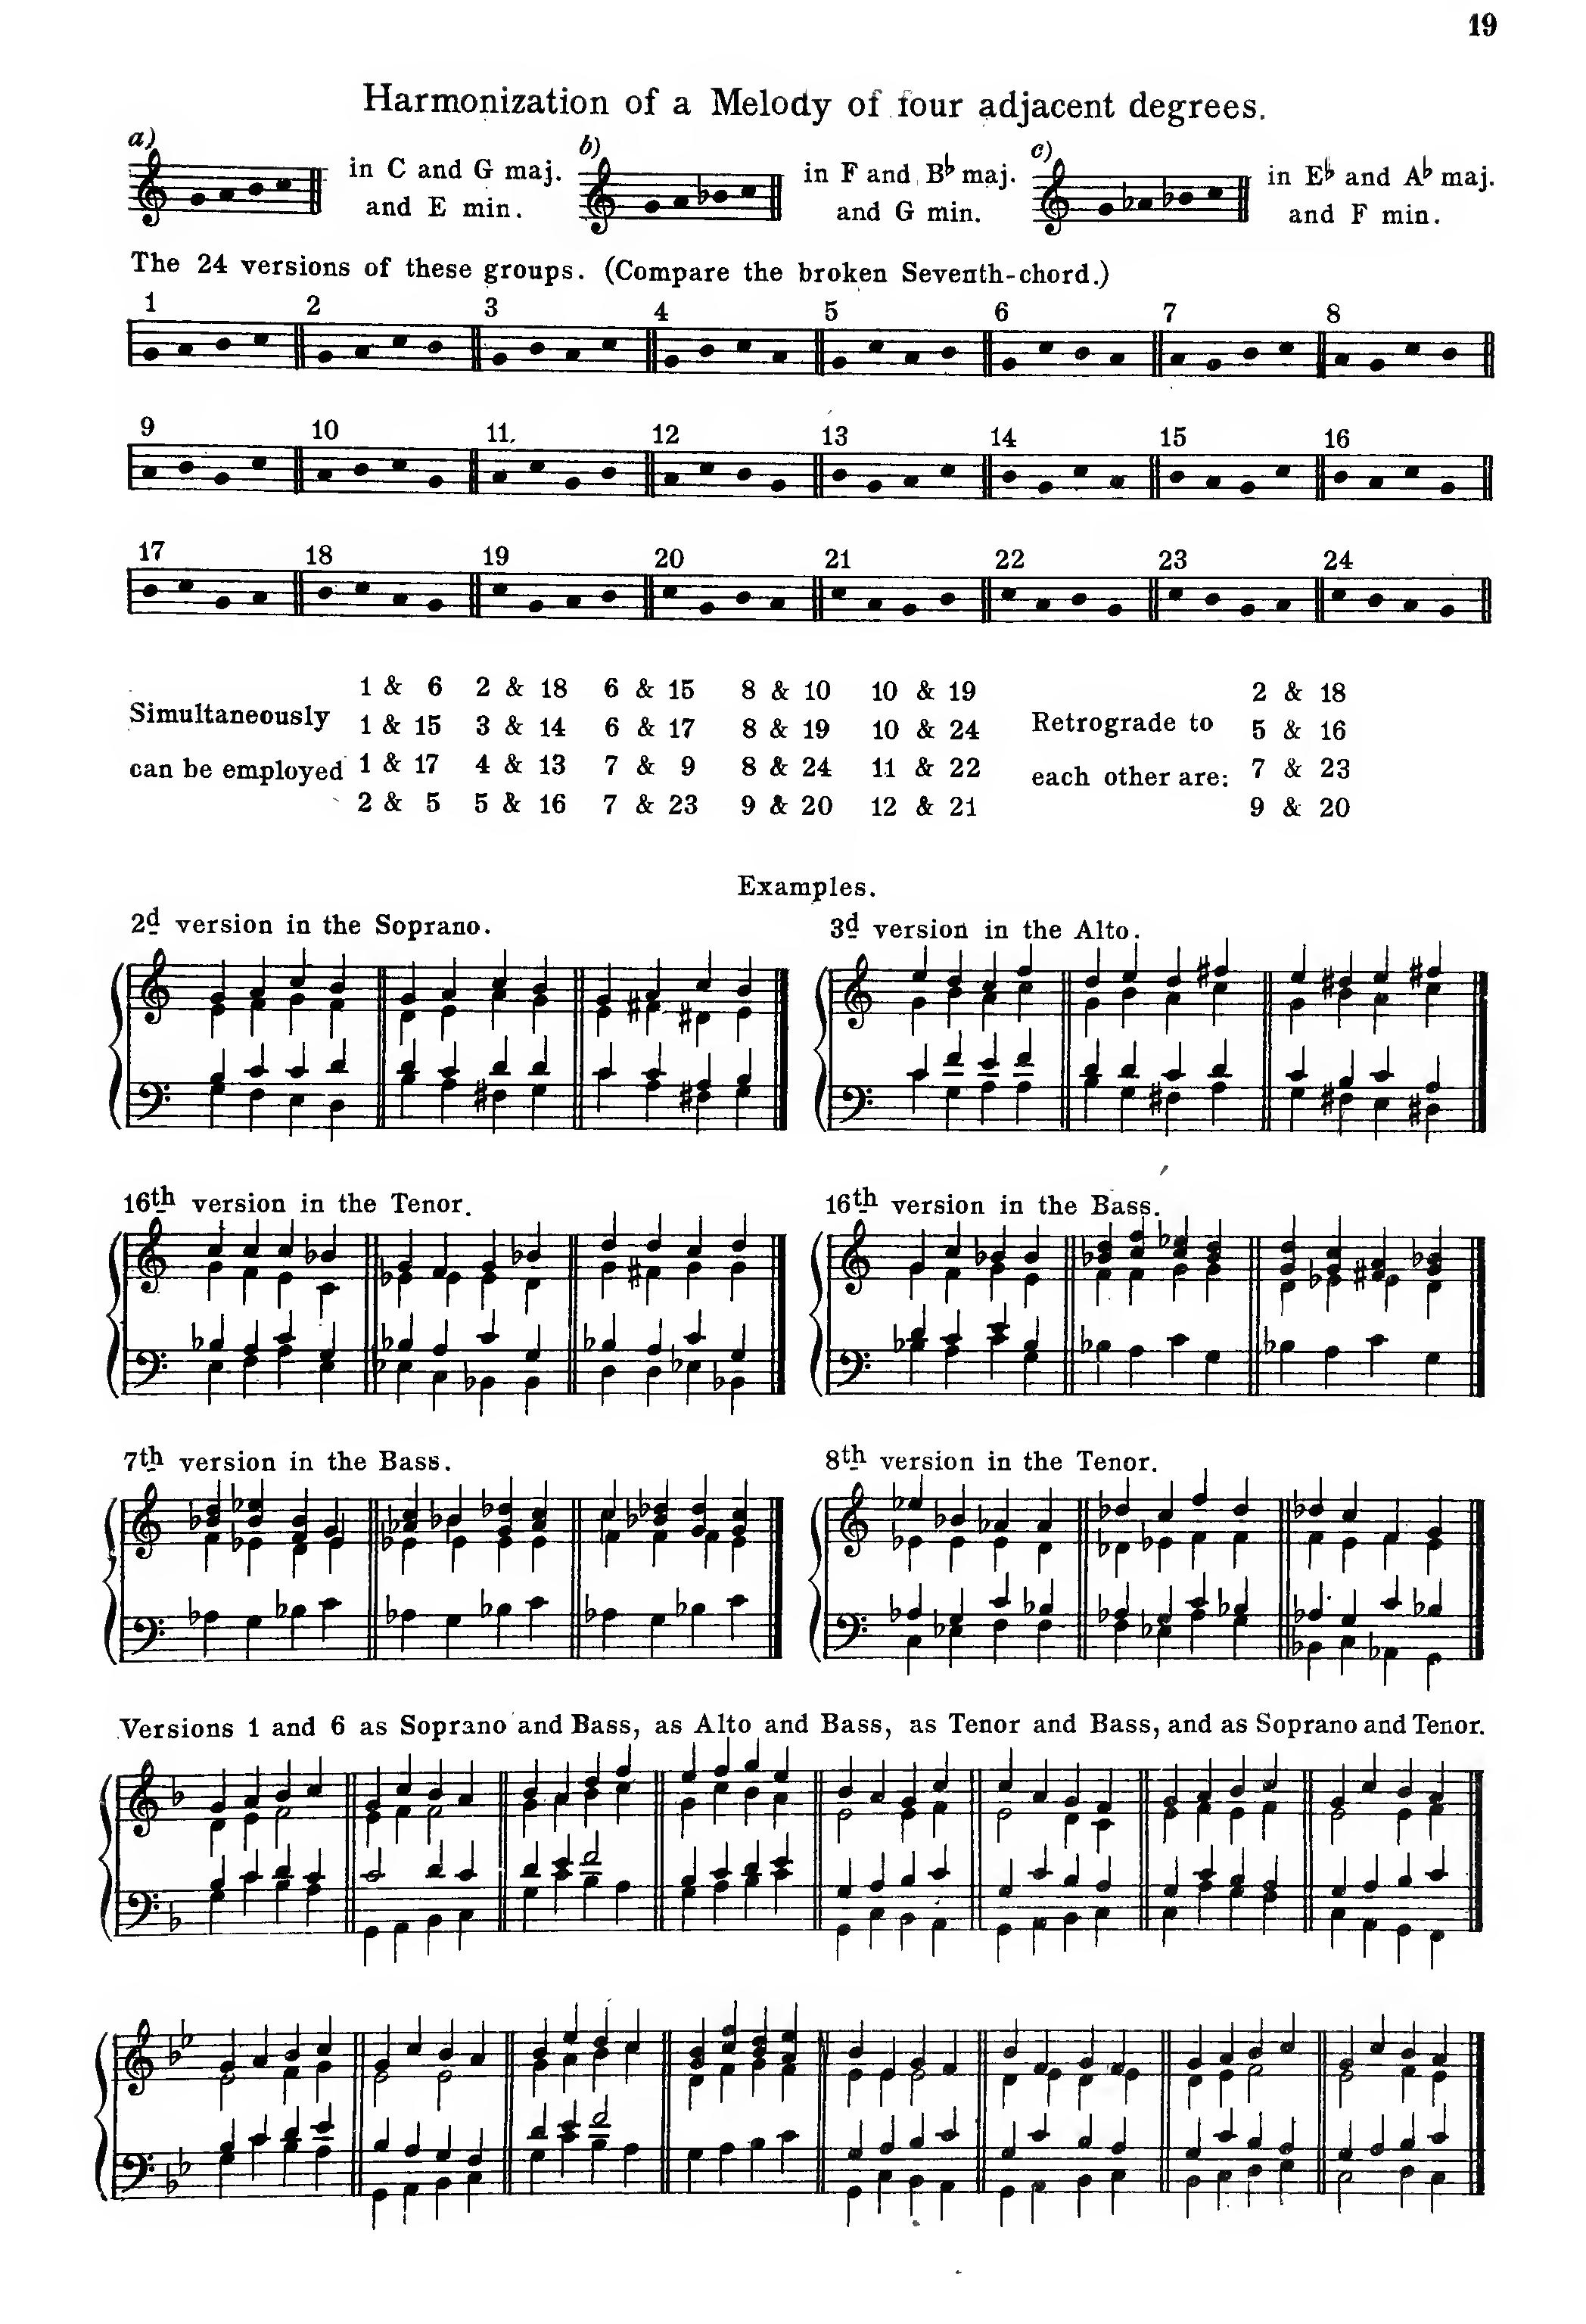 19
Harmonization of a Melody of four adjacent degrees.
a) in C and G maj. b) in F and B♭ maj. c) in E♭ and A♭ maj.
and E min. and G min. and F min.
The 24 versions of these groups. (Compare the broken Seventh-chord.)
1 2 3 4 5 6 7 8
9 10 11. 12 13 14 15 16
17 18 19 20 21 22 23 24
Simultaneously
can be employed
1 & 6 2 & 18 6 & 15 8 & 10 10 & 19
1 & 15 3 & 14 6 & 17 8 & 19 10 & 24
1 & 17 4 & 13 7 & 9 8 & 24 11 & 22
2 & 5 5 & 16 7 & 23 9 & 20 12 & 21
Retrograde to
each other are:
2 & 18
5 & 16
7 & 23
9 & 20
Examples.
2d version in the Soprano. 3d version in the Alto.
16th version in the Tenor. 16th version in the Bass.
7th version in the Bass. 8th version in the Tenor.
Versions 1 and 6 as Soprano and Bass, as Alto and Bass, as Tenor and Bass, and as Soprano and Tenor.